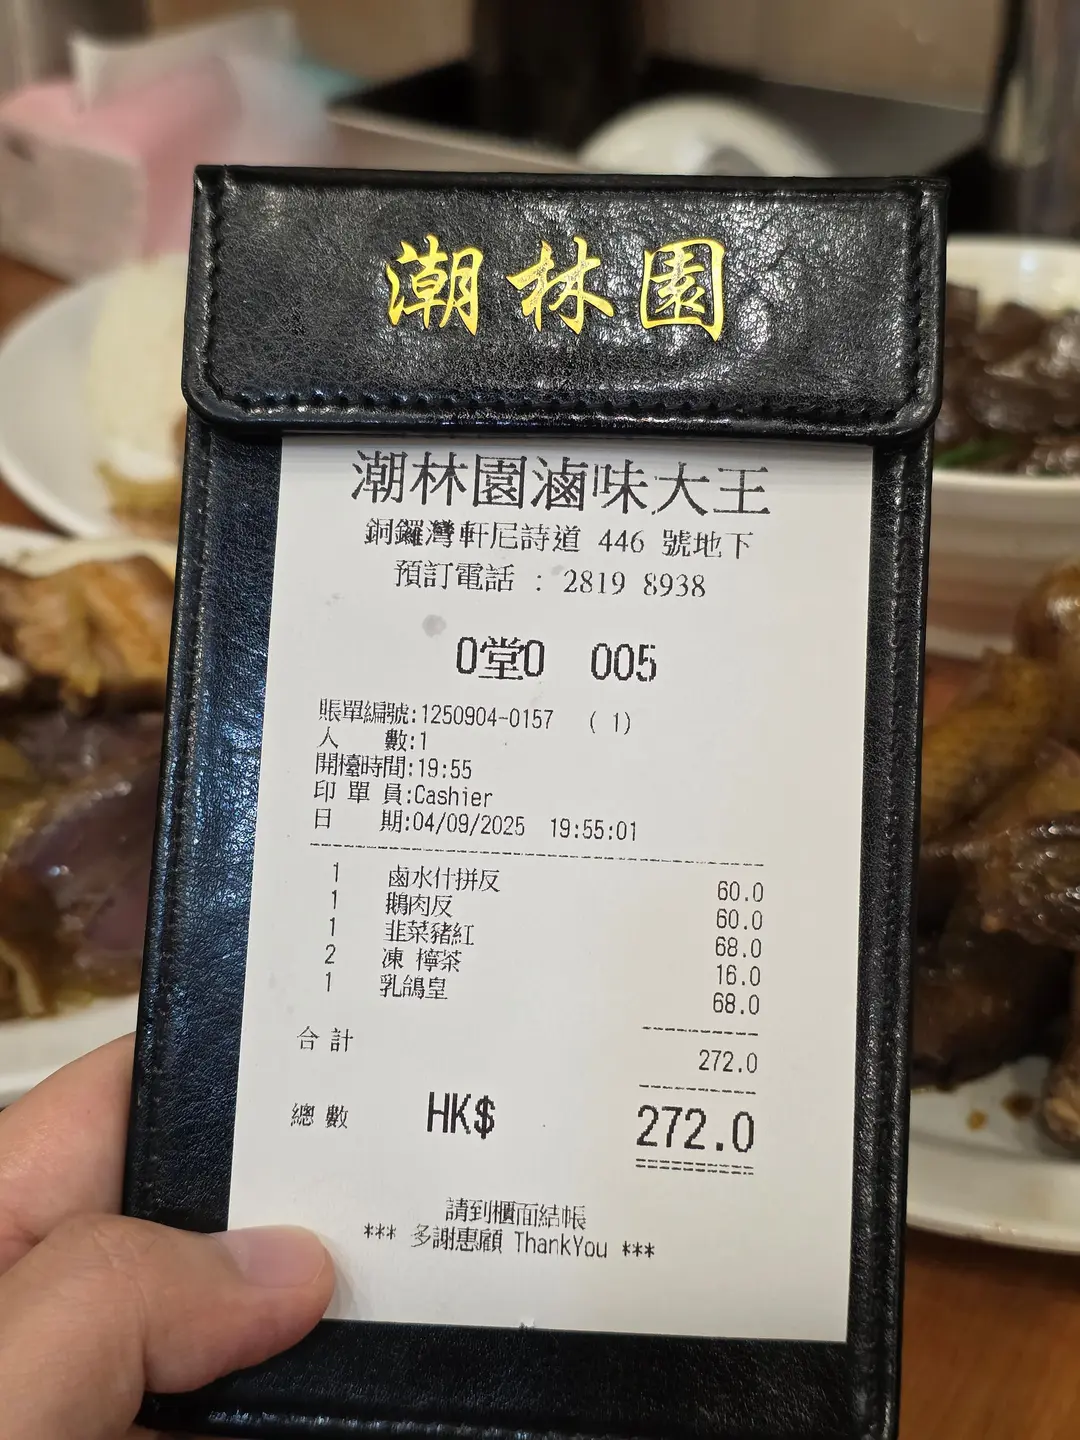 潮林園
潮林園滷味大王
銅鑼灣軒尼詩道 446 號地下
預訂電話 : 2819 8938
0堂0 005
賬單編號:1250904-0157 ( 1)
人 數:1
開檯時間:19:55
印 單 員:Cashier
日 期:04/09/2025 19:55:01
1 鹵水什拼反 60.0
1 鵝肉反 60.0
1 韭菜豬紅 68.0
2 凍 檸茶 16.0
1 乳鴿皇 68.0
合 計 272.0
總 數 HK$ 272.0
請到櫃面結帳
*** 多謝惠顧 ThankYou ***